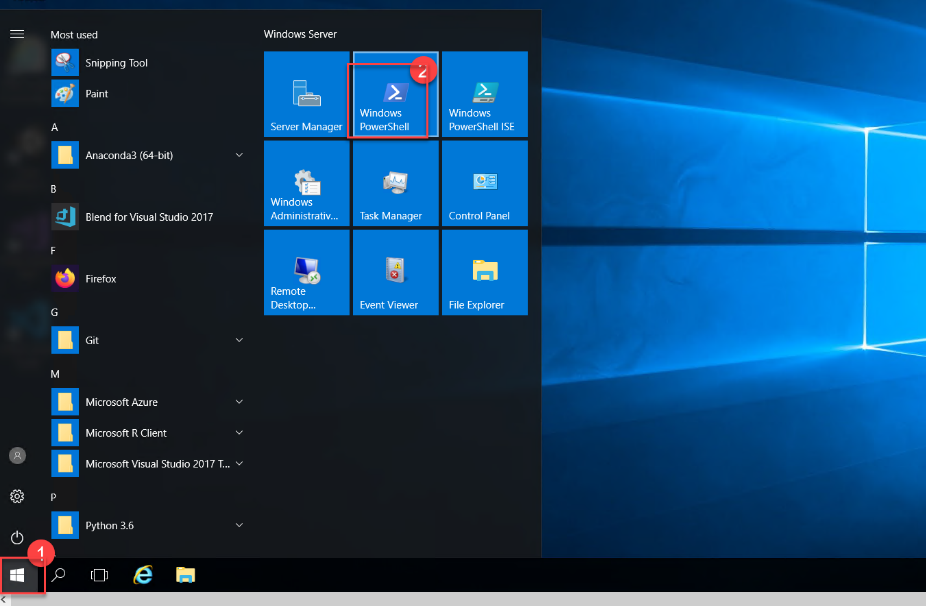 Most used
Snipping Tool
Paint
A
Anaconda3 (64-bit)
B
Blend for Visual Studio 2017
F
Firefox
G
Git
M
Microsoft Azure
Microsoft R Client
Microsoft Visual Studio 2017 T...
P
Python 3.6
Windows Server
Server Manager
2
Windows
PowerShell
Windows
PowerShell ISE
Windows
Administrativ...
Task Manager
Control Panel
Remote
Desktop...
Event Viewer
File Explorer
1